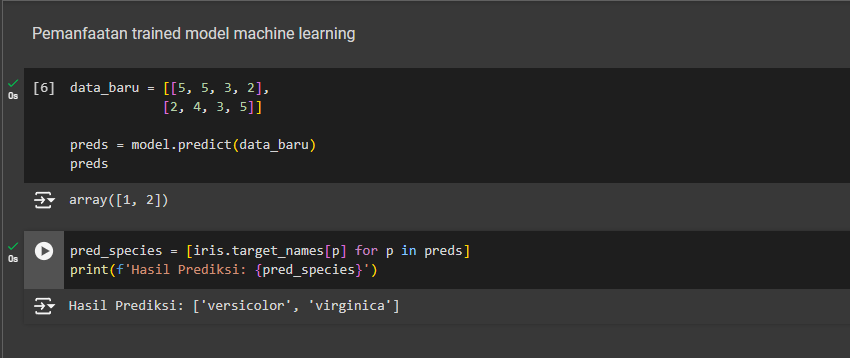 Pemanfaatan trained model machine learning
[6] data_baru = [[5, 5, 3, 2],
[2, 4, 3, 5]]
0s
preds = model.predict(data_baru)
preds
array([1, 2])
pred_species = [iris.target_names[p] for p in preds]
0s
print(f'Hasil Prediksi: {pred_species}')
Hasil Prediksi: ['versicolor', 'virginica']